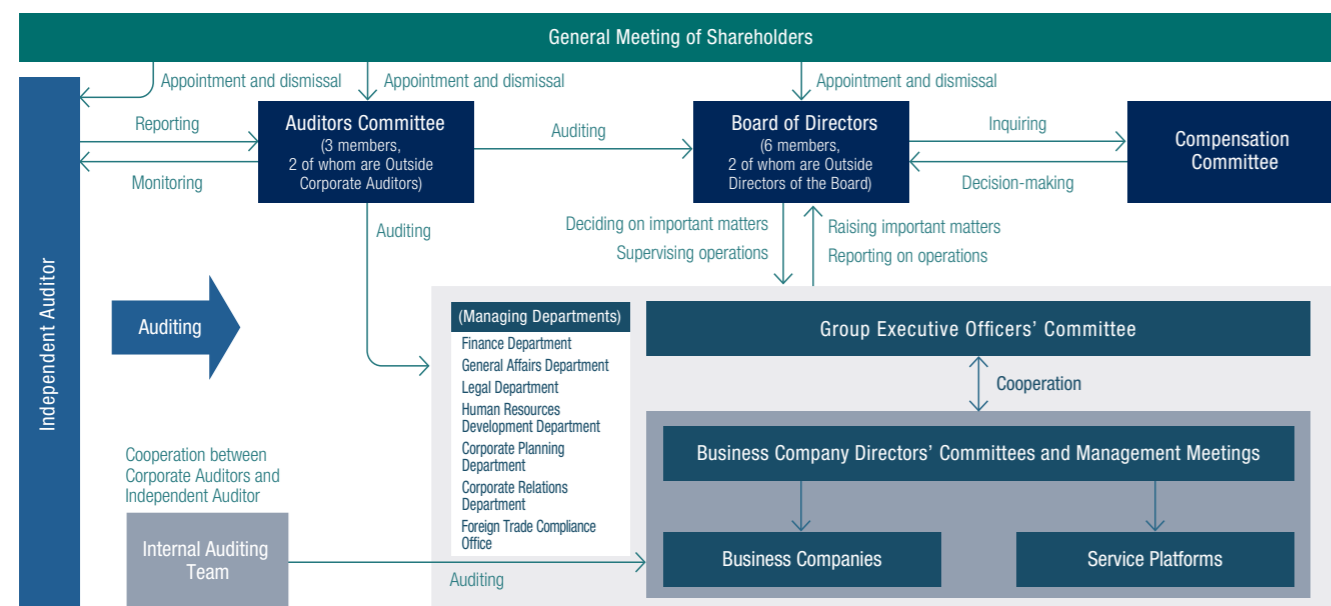 General Meeting of Shareholders
Appointment and dismissal
Appointment and dismissal
Appointment and dismissal
Independent Auditor
Reporting
Monitoring
Auditors Committee
(3 members,
2 of whom are Outside
Corporate Auditors)
Auditing
Board of Directors
(6 members,
2 of whom are Outside
Directors of the Board)
Inquiring
Decision-making
Compensation
Committee
Auditing
Deciding on important matters
Supervising operations
Raising important matters
Reporting on operations
Auditing
(Managing Departments)
Finance Department
General Affairs Department
Legal Department
Human Resources
Development Department
Corporate Planning
Department
Corporate Relations
Department
Foreign Trade Compliance
Office
Group Executive Officers' Committee
Cooperation
Business Company Directors' Committees and Management Meetings
Business Companies
Service Platforms
Cooperation between
Corporate Auditors and
Independent Auditor
Internal Auditing
Team
Auditing